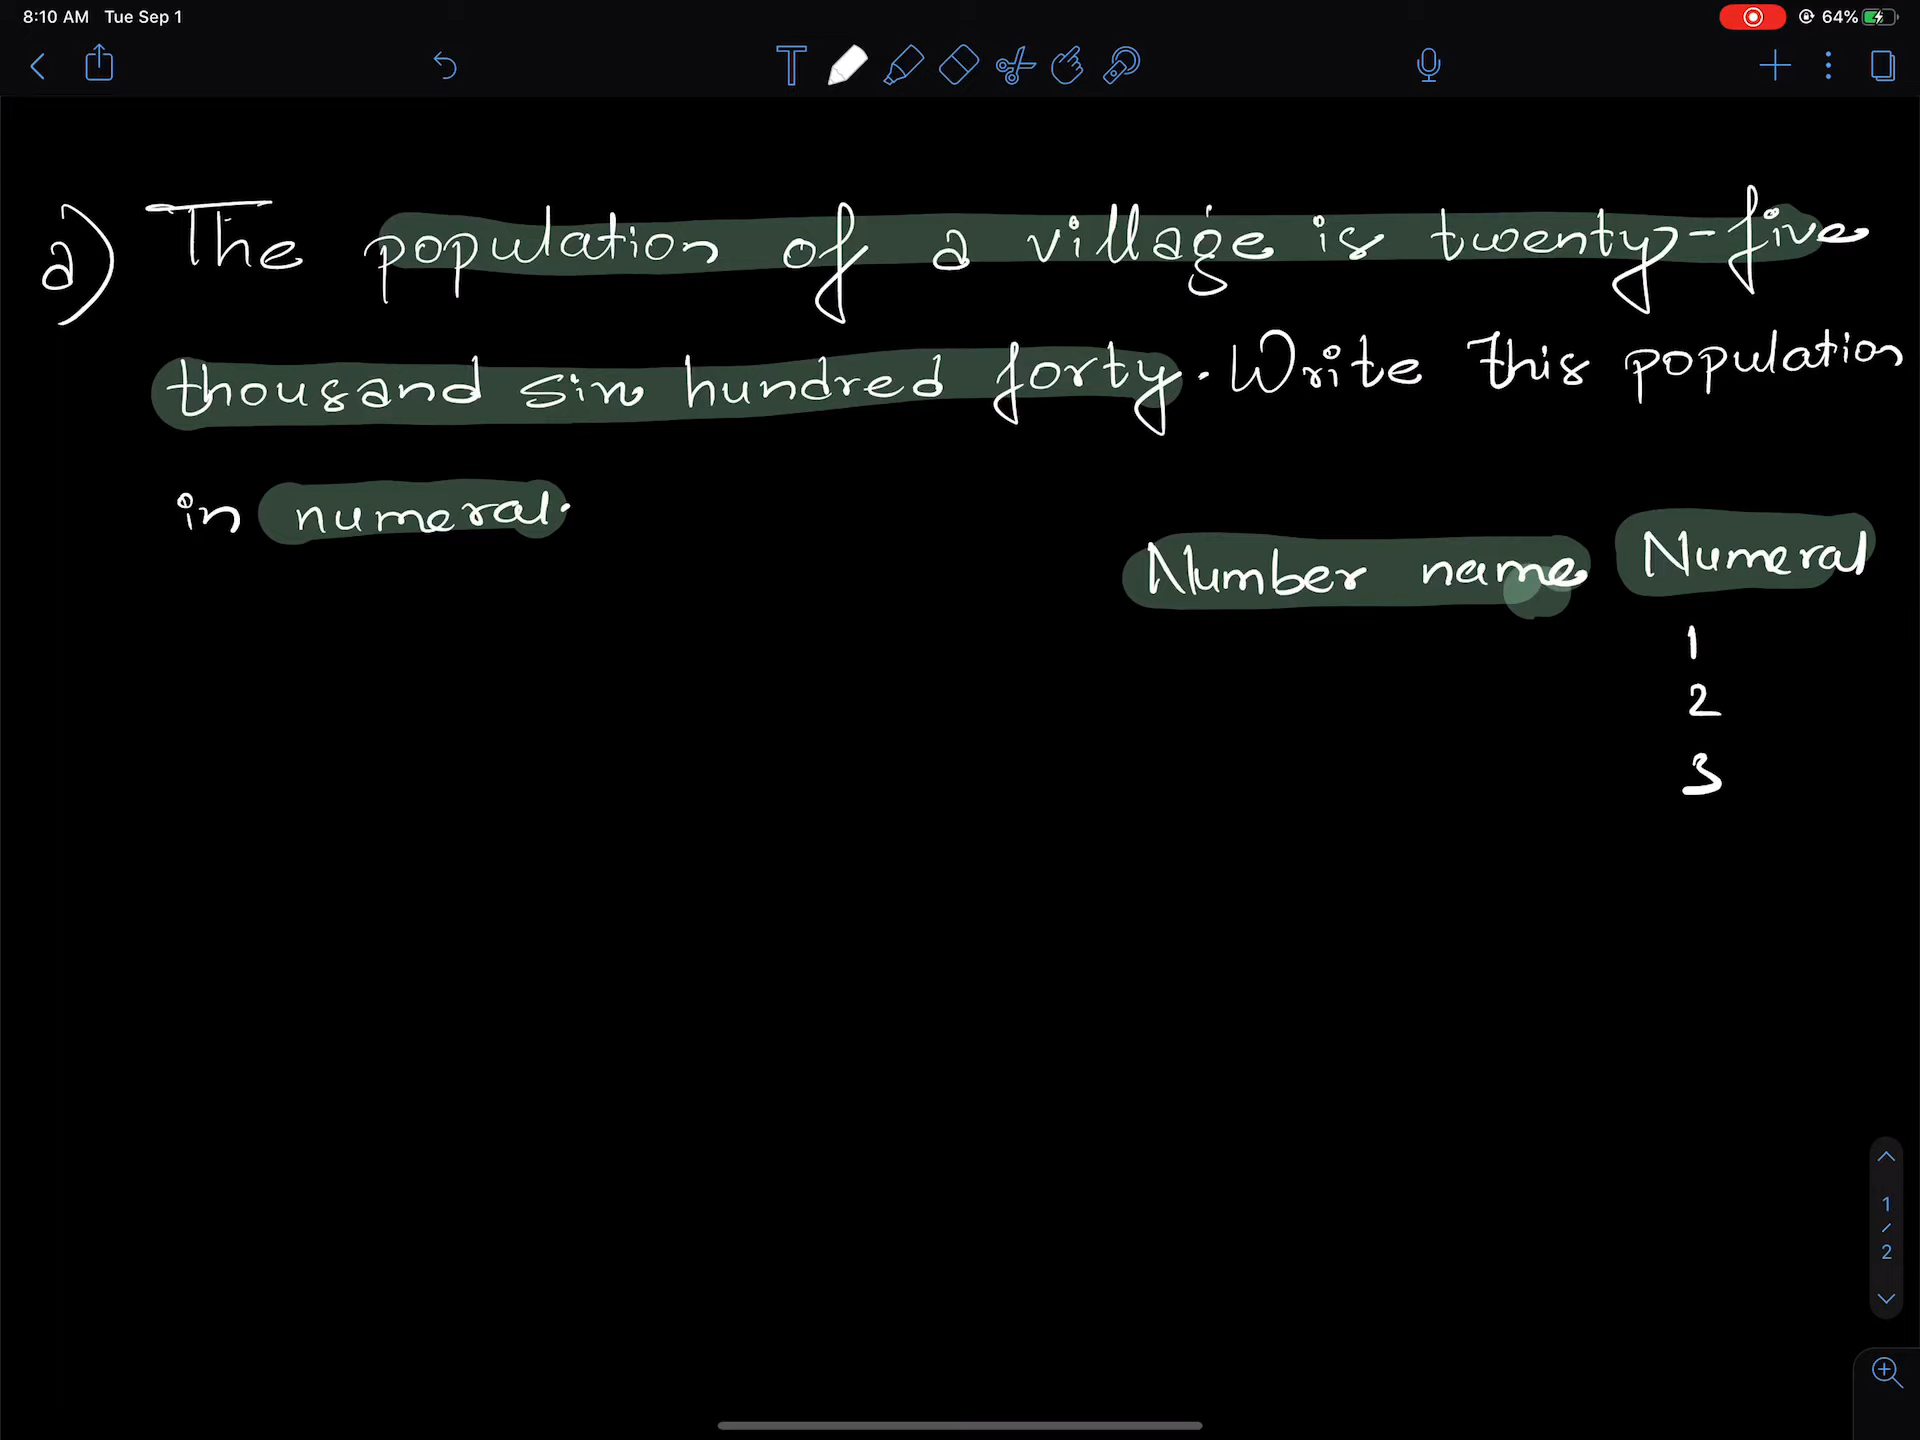 8:10 AM Tue Sep 1
64%
a) The population of a village is twenty-five
thousand six hundred forty. Write this population
in numeral.
Number name Numeral
1
2
3
1
/
2